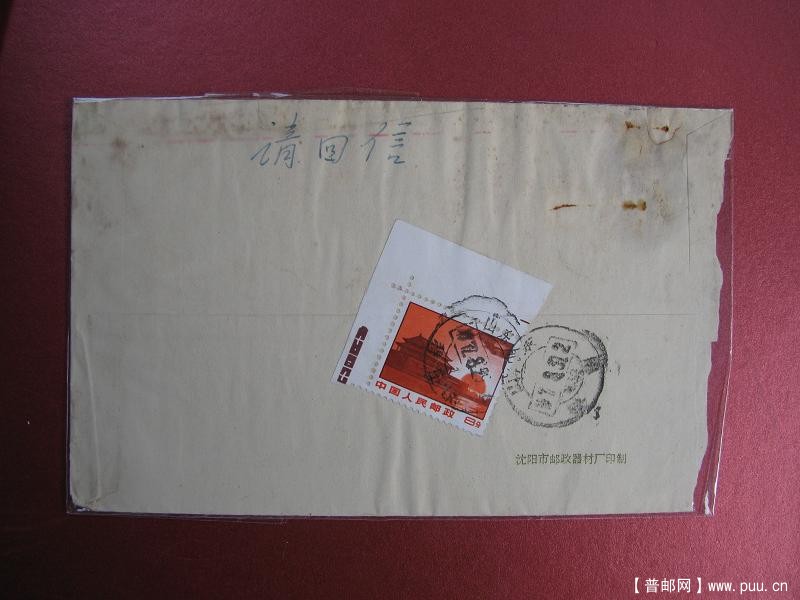 请回信
中国人民邮政 8分
沈阳市邮政器材厂印制
【普邮网】www.puu.cn